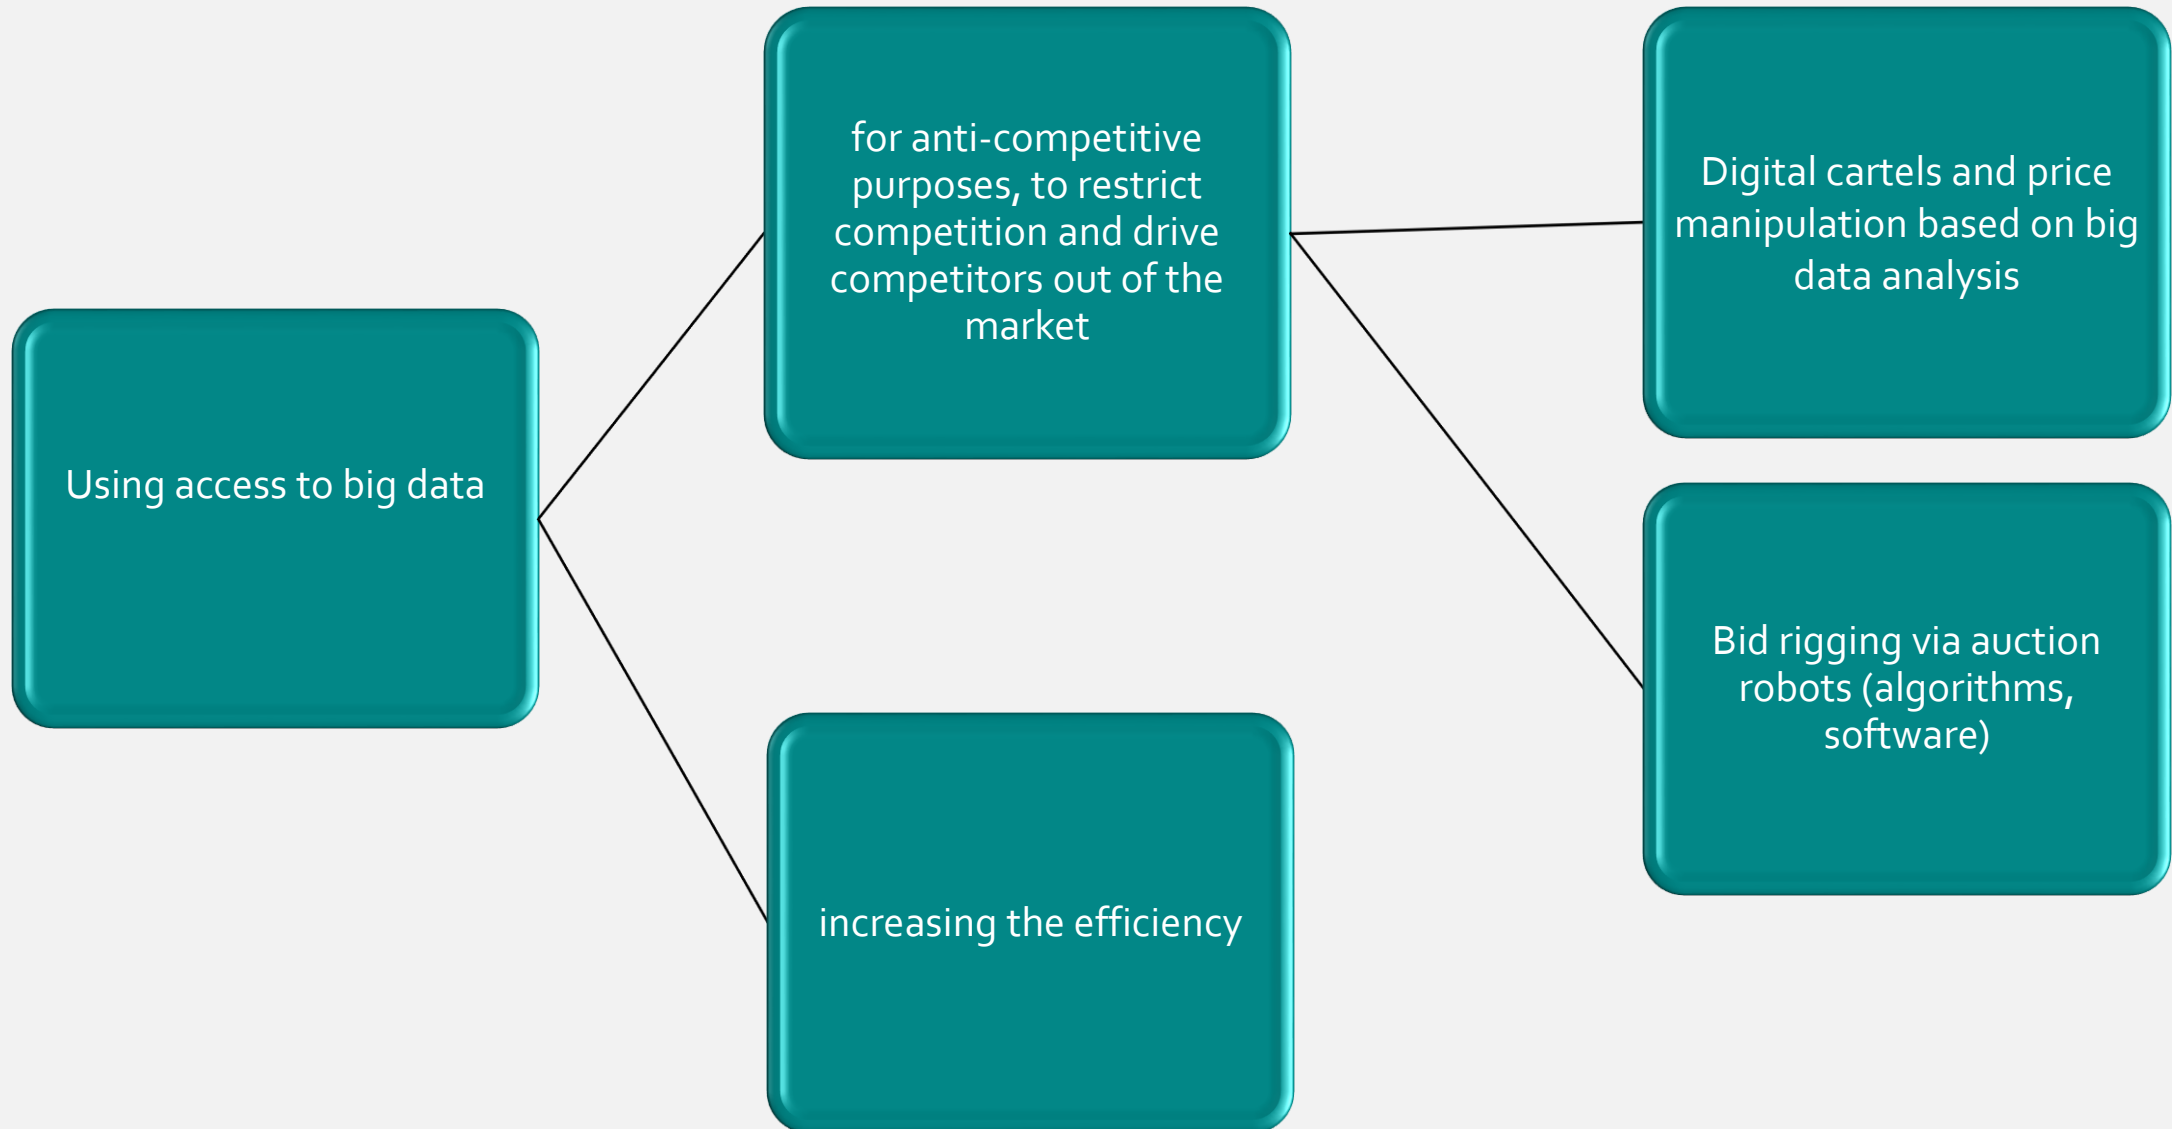 Using access to big data
for anti-competitive
purposes, to restrict
competition and drive
competitors out of the
market
increasing the efficiency
Digital cartels and price
manipulation based on big
data analysis
Bid rigging via auction
robots (algorithms,
software)